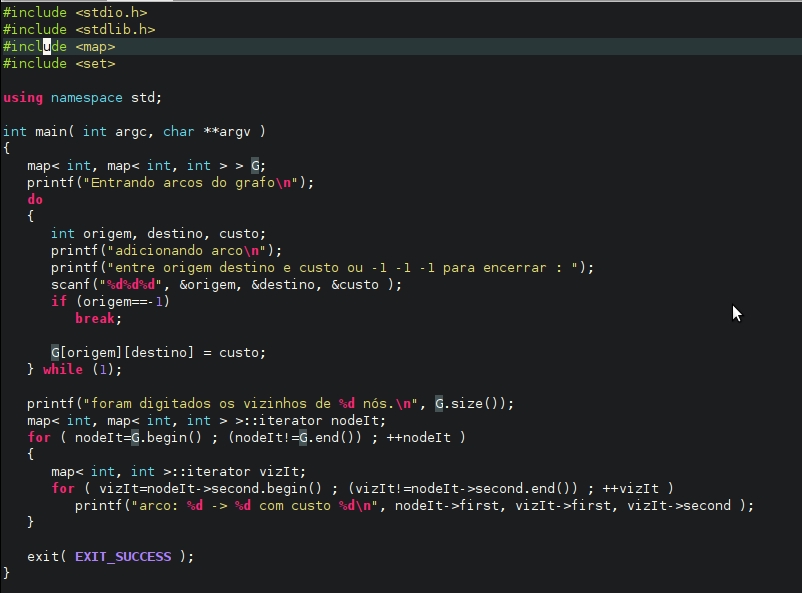 #include <stdio.h>
#include <stdlib.h>
#include <map>
#include <set>
using namespace std;
int main( int argc, char **argv )
{
map< int, map< int, int > > G;
printf("Entrando arcos do grafo\n");
do
{
int origem, destino, custo;
printf("adicionando arco\n");
printf("entre origem destino e custo ou -1 -1 -1 para encerrar : ");
scanf("%d%d%d", &origem, &destino, &custo );
if (origem==-1)
break;
G[origem][destino] = custo;
} while (1);
printf("foram digitados os vizinhos de %d nós.\n", G.size());
map< int, map< int, int > >::iterator nodeIt;
for ( nodeIt=G.begin() ; (nodeIt!=G.end()) ; ++nodeIt )
{
map< int, int >::iterator vizIt;
for ( vizIt=nodeIt->second.begin() ; (vizIt!=nodeIt->second.end()) ; ++vizIt )
printf("arco: %d -> %d com custo %d\n", nodeIt->first, vizIt->first, vizIt->second );
}
exit( EXIT_SUCCESS );
}